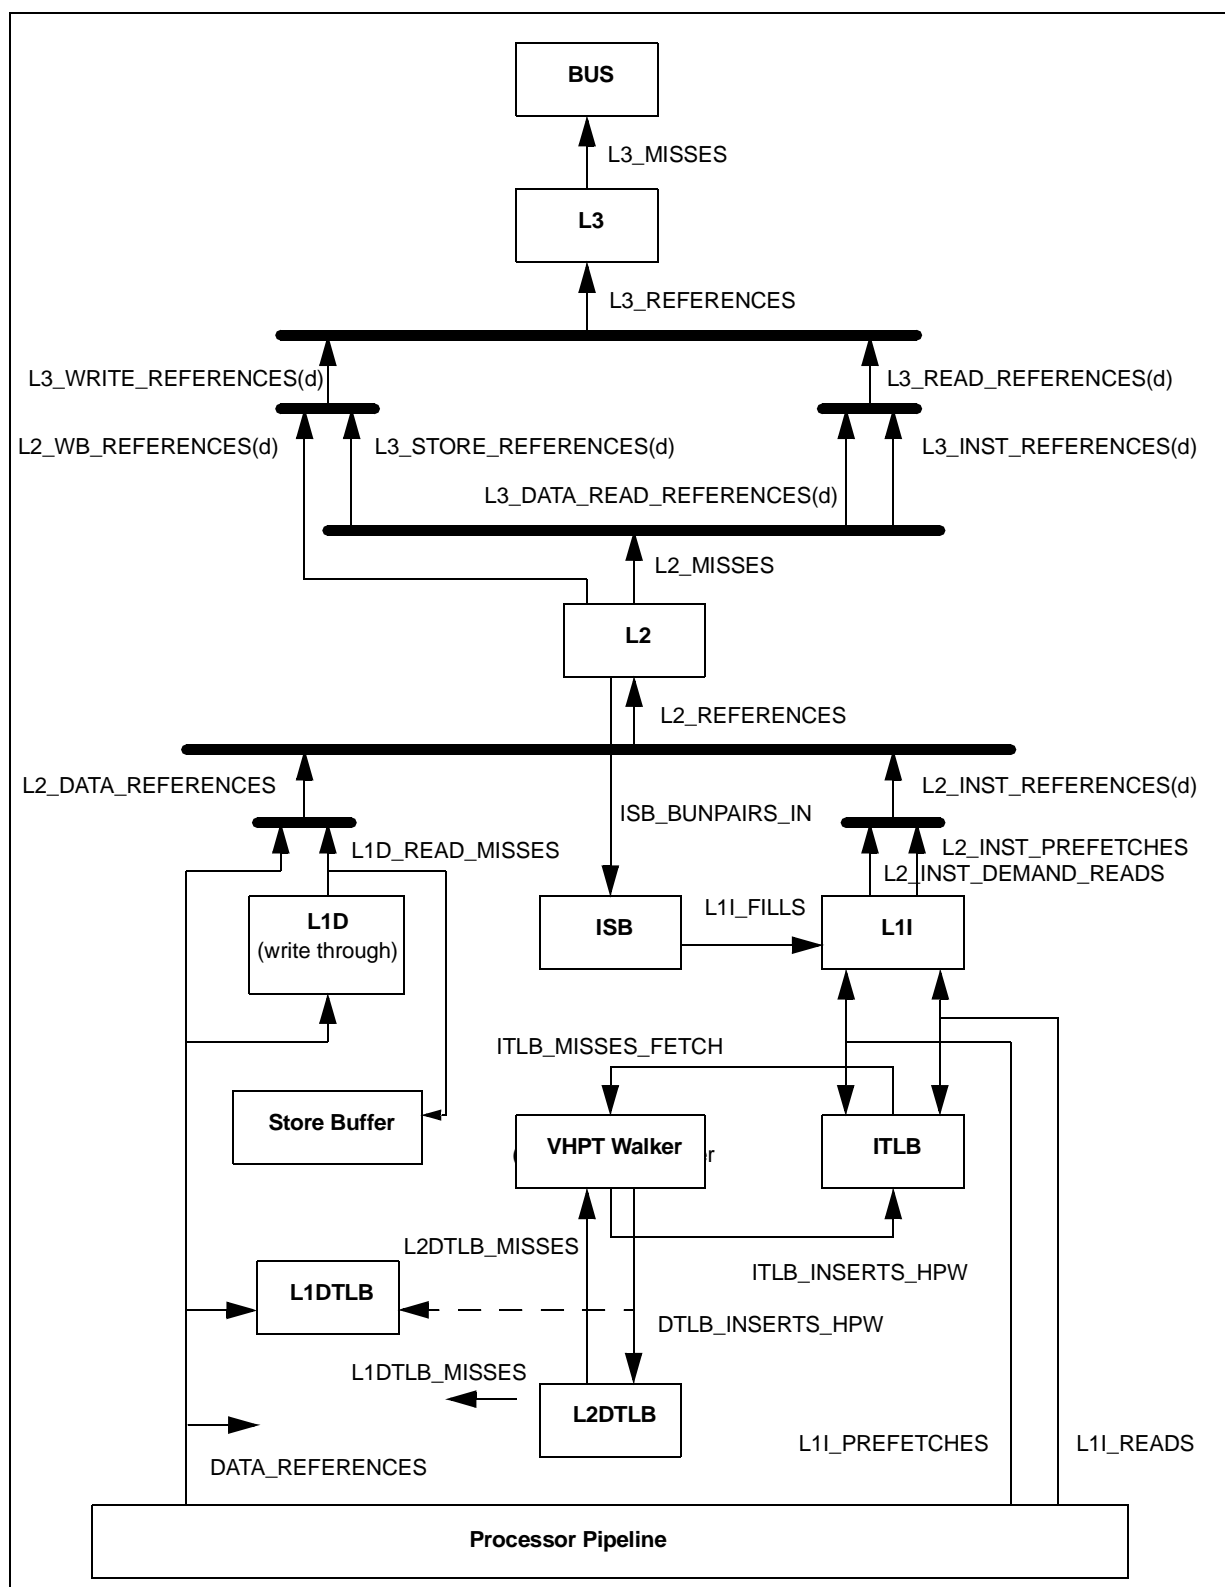 BUS
L3_MISSES
L3
L3_REFERENCES
L3_WRITE_REFERENCES(d)
L3_READ_REFERENCES(d)
L2_WB_REFERENCES(d)
L3_STORE_REFERENCES(d)
L3_INST_REFERENCES(d)
L3_DATA_READ_REFERENCES(d)
L2_MISSES
L2
L2_REFERENCES
L2_DATA_REFERENCES
L2_INST_REFERENCES(d)
ISB_BUNPAIRS_IN
L1D_READ_MISSES
L2_INST_PREFETCHES
L2_INST_DEMAND_READS
L1I_FILLS
L1D
(write through)
ISB
L1I
ITLB_MISSES_FETCH
Store Buffer
VHPT Walker
ITLB
L2DTLB_MISSES
ITLB_INSERTS_HPW
L1DTLB
DTLB_INSERTS_HPW
L1DTLB_MISSES
L2DTLB
L1I_PREFETCHES
L1I_READS
DATA_REFERENCES
Processor Pipeline